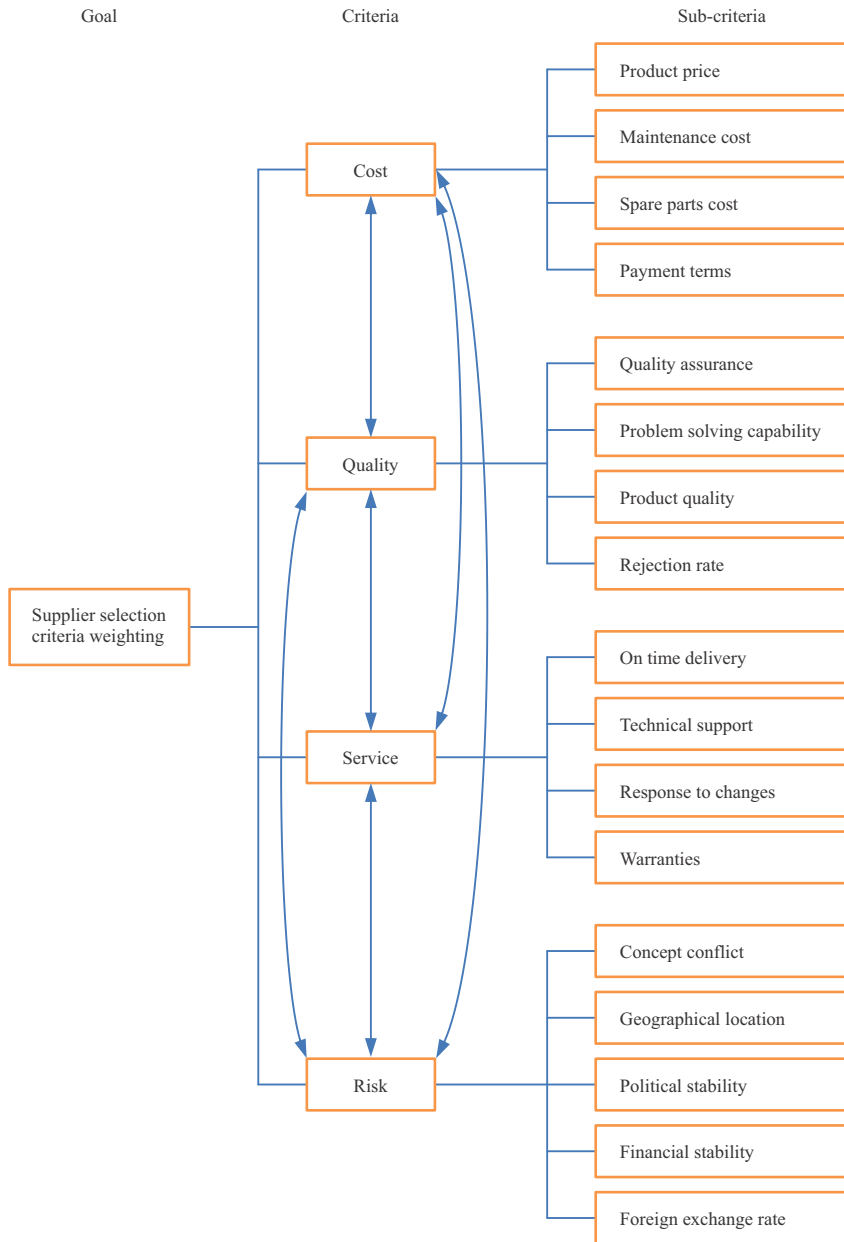 Goal
Criteria
Sub-criteria
Supplier selection
criteria weighting
Cost
Product price
Maintenance cost
Spare parts cost
Payment terms
Quality
Quality assurance
Problem solving capability
Product quality
Rejection rate
Service
On time delivery
Technical support
Response to changes
Warranties
Risk
Concept conflict
Geographical location
Political stability
Financial stability
Foreign exchange rate